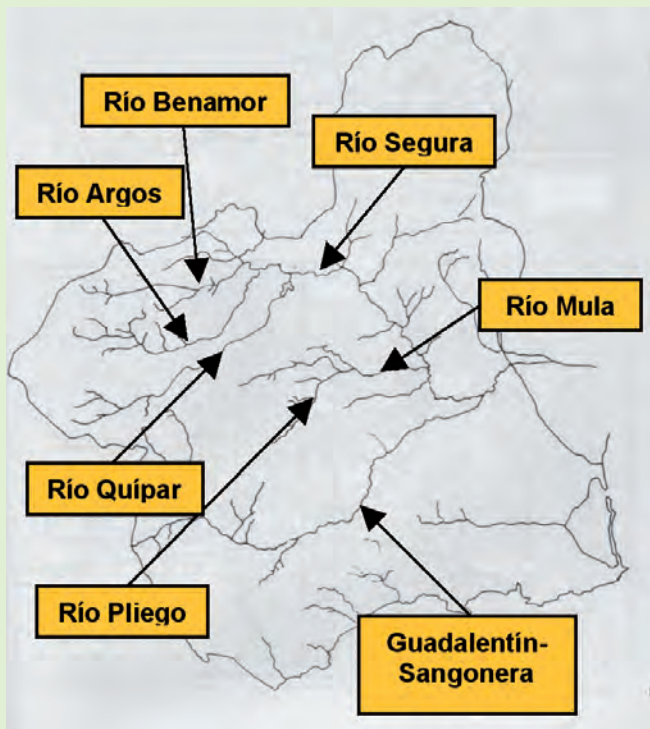 Río Benamor
Río Segura
Río Argos
Río Mula
Río Quípar
Río Pliego
Guadalentín-
Sangonera